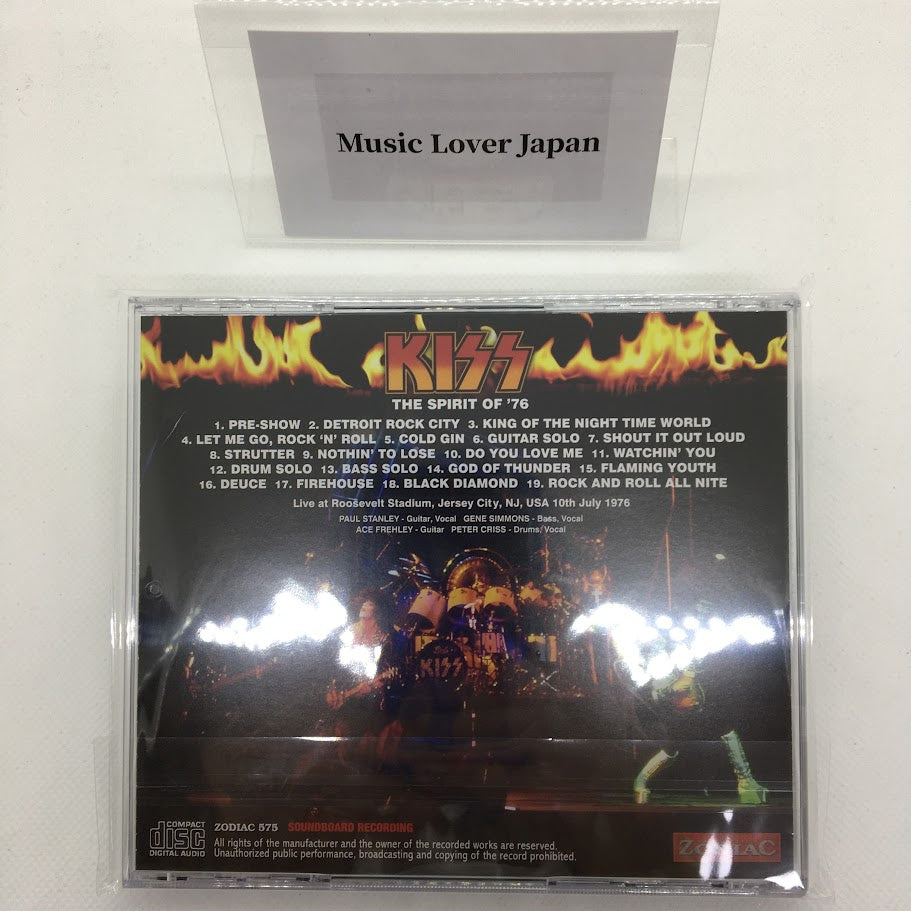 Music Lover Japan
KISS
THE SPIRIT OF '76
1. PRE-SHOW 2. DETROIT ROCK CITY 3. KING OF THE NIGHT TIME WORLD
4. LET ME GO, ROCK 'N' ROLL 5. COLD GIN 6. GUITAR SOLO 7. SHOUT IT OUT LOUD
8. STRUTTER 9. NOTHIN' TO LOSE 10. DO YOU LOVE ME 11. WATCHIN' YOU
12. DRUM SOLO 13. BASS SOLO 14. GOD OF THUNDER 15. FLAMING YOUTH
16. DEUCE 17. FIREHOUSE 18. BLACK DIAMOND 19. ROCK AND ROLL ALL NITE
Live at Roosevelt Stadium, Jersey City, NJ, USA 10th July 1976
PAUL STANLEY - Guitar, Vocal GENE SIMMONS - Bass, Vocal
ACE FREHLEY - Guitar PETER CRISS - Drums, Vocal
KISS
COMPACT
disc
DIGITAL AUDIO
ZODIAC 575 SOUNDBOARD RECORDING
All rights of the manufacturer and the owner of the recorded works are reserved.
Unauthorized public performance, broadcasting and copying of the record prohibited.
ZODIAC